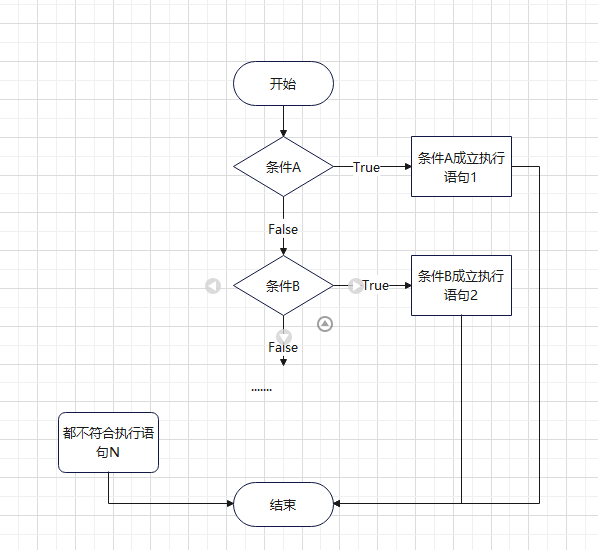 开始
条件A
True
条件A成立执行
语句1
False
条件B
True
条件B成立执行
语句2
False
.......
都不符合执行语
句N
结束